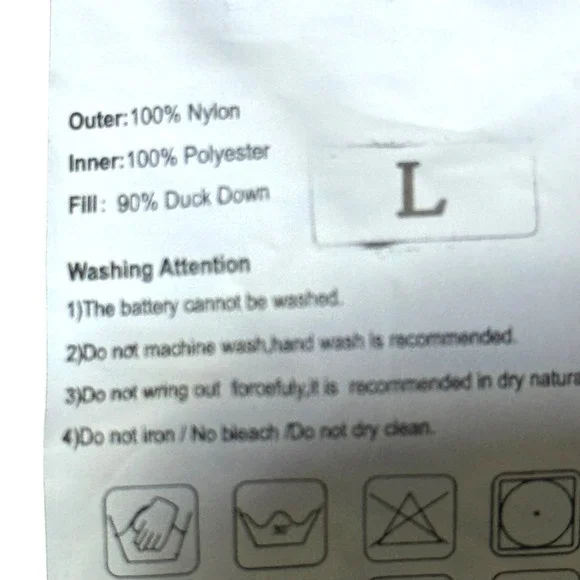 Outer:100% Nylon
Inner:100% Polyester
Fill: 90% Duck Down
L
Washing Attention
1)The battery cannot be washed.
2)Do not machine wash,hand wash is recommended.
3)Do not wring out forcefuly,it is recommended in dry natura
4)Do not iron / No bleach /Do not dry clean.